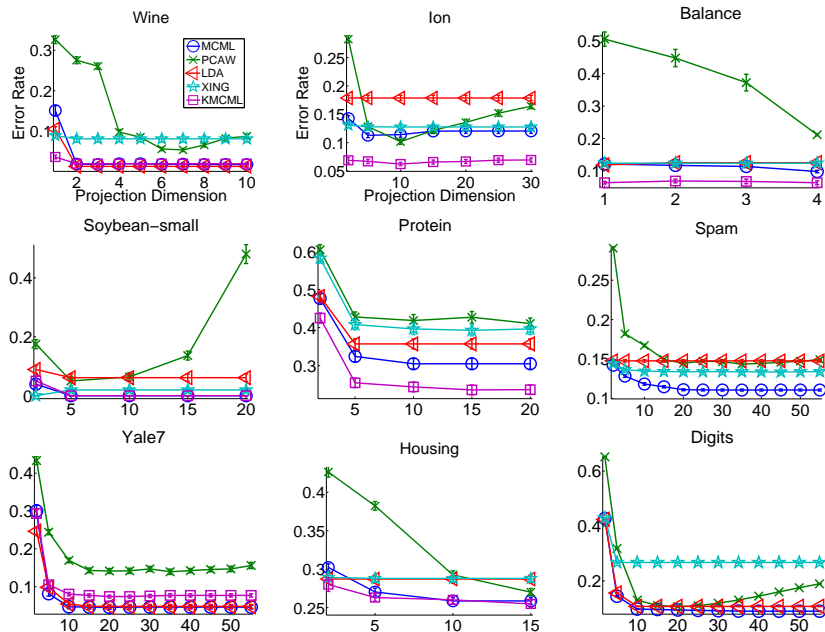 Wine
Ion
Balance
Error Rate
0.3
0.2
0.1
MCML
PCAW
LDA
XING
KMCML
2 4 6 8 10
Projection Dimension
Error Rate
0.25
0.2
0.15
0.1
0.05
10 20 30
Projection Dimension
0.5
0.4
0.3
0.2
0.1
1 2 3 4
Soybean−small
Protein
Spam
0.4
0.2
0
5 10 15 20
0.6
0.5
0.4
0.3
5 10 15 20
0.25
0.2
0.15
0.1
10 20 30 40 50
Yale7
Housing
Digits
0.4
0.3
0.2
0.1
10 20 30 40 50
0.4
0.35
0.3
0.25
5 10 15
0.6
0.4
0.2
10 20 30 40 50